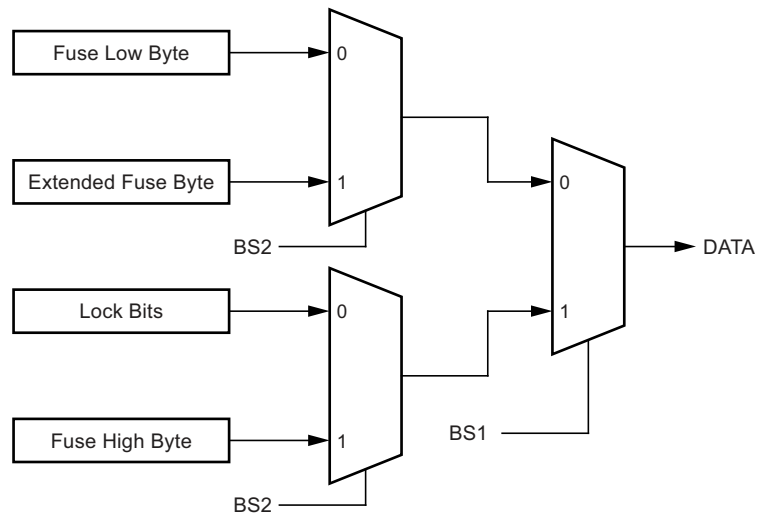 Fuse Low Byte
0
Extended Fuse Byte
1
BS2
0
DATA
Lock Bits
0
1
Fuse High Byte
1
BS1
BS2